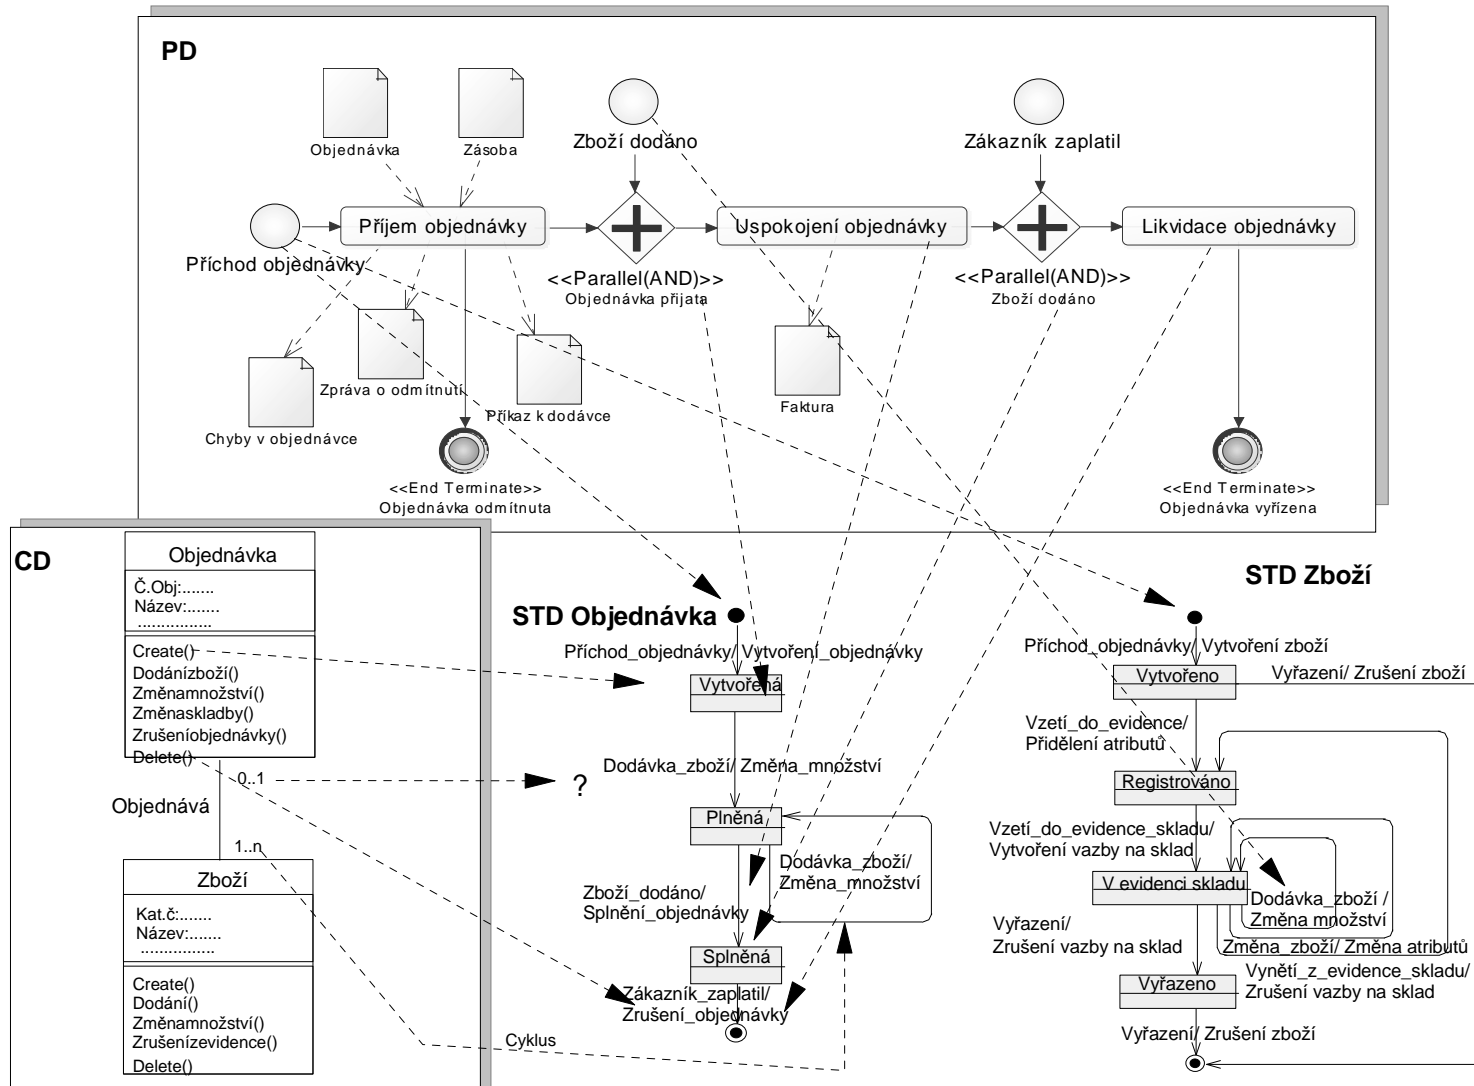 PD
Objednávka
Zásoba
Zboží dodáno
Zákazník zaplatil
Příjem objednávky
Uspokojení objednávky
Likvidace objednávky
Příchod objednávky
<<Parallel(AND)>>
Objednávka přijata
<<Parallel(AND)>>
Zboží dodáno
Chyby v objednávce
Zpráva o odmítnutí
Příkaz k dodávce
Faktura
<<End Terminate>>
Objednávka odmítnuta
<<End Terminate>>
Objednávka vyřízena
CD
Objednávka
Č.Obj:.......
Název:.......
................
Create()
Dodánízboží()
Změnamnožství()
Změnaskladby()
Zrušeníobjednávky()
Delete()
0..1
Objednává
1..n
Zboží
Kat.č:.......
Název:.......
................
Create()
Dodání()
Změnamnožství()
Zrušenízevidence()
Delete()
?
Cyklus
STD Objednávka
Příchod_objednávky/ Vytvoření_objednávky
Vytvořená
Dodávka_zboží/ Změna_množství
Plněná
Dodávka_zboží/
Změna_množství
Zboží_dodáno/
Splnění_objednávky
Splněná
Zákazník_zaplatil/
Zrušení_objednávky
STD Zboží
Příchod_objednávky/ Vytvoření zboží
Vytvořeno
Vyřazení/ Zrušení zboží
Vzetí_do_evidence/
Přidělení atributů
Registrováno
Vzetí_do_evidence_skladu/
Vytvoření vazby na sklad
V evidenci skladu
Dodávka_zboží /
Změna množství
Změna_zboží/ Změna atributů
Vyřazení/
Zrušení vazby na sklad
Vynětí_z_evidence_skladu/
Zrušení vazby na sklad
Vyřazeno
Vyřazení/ Zrušení zboží